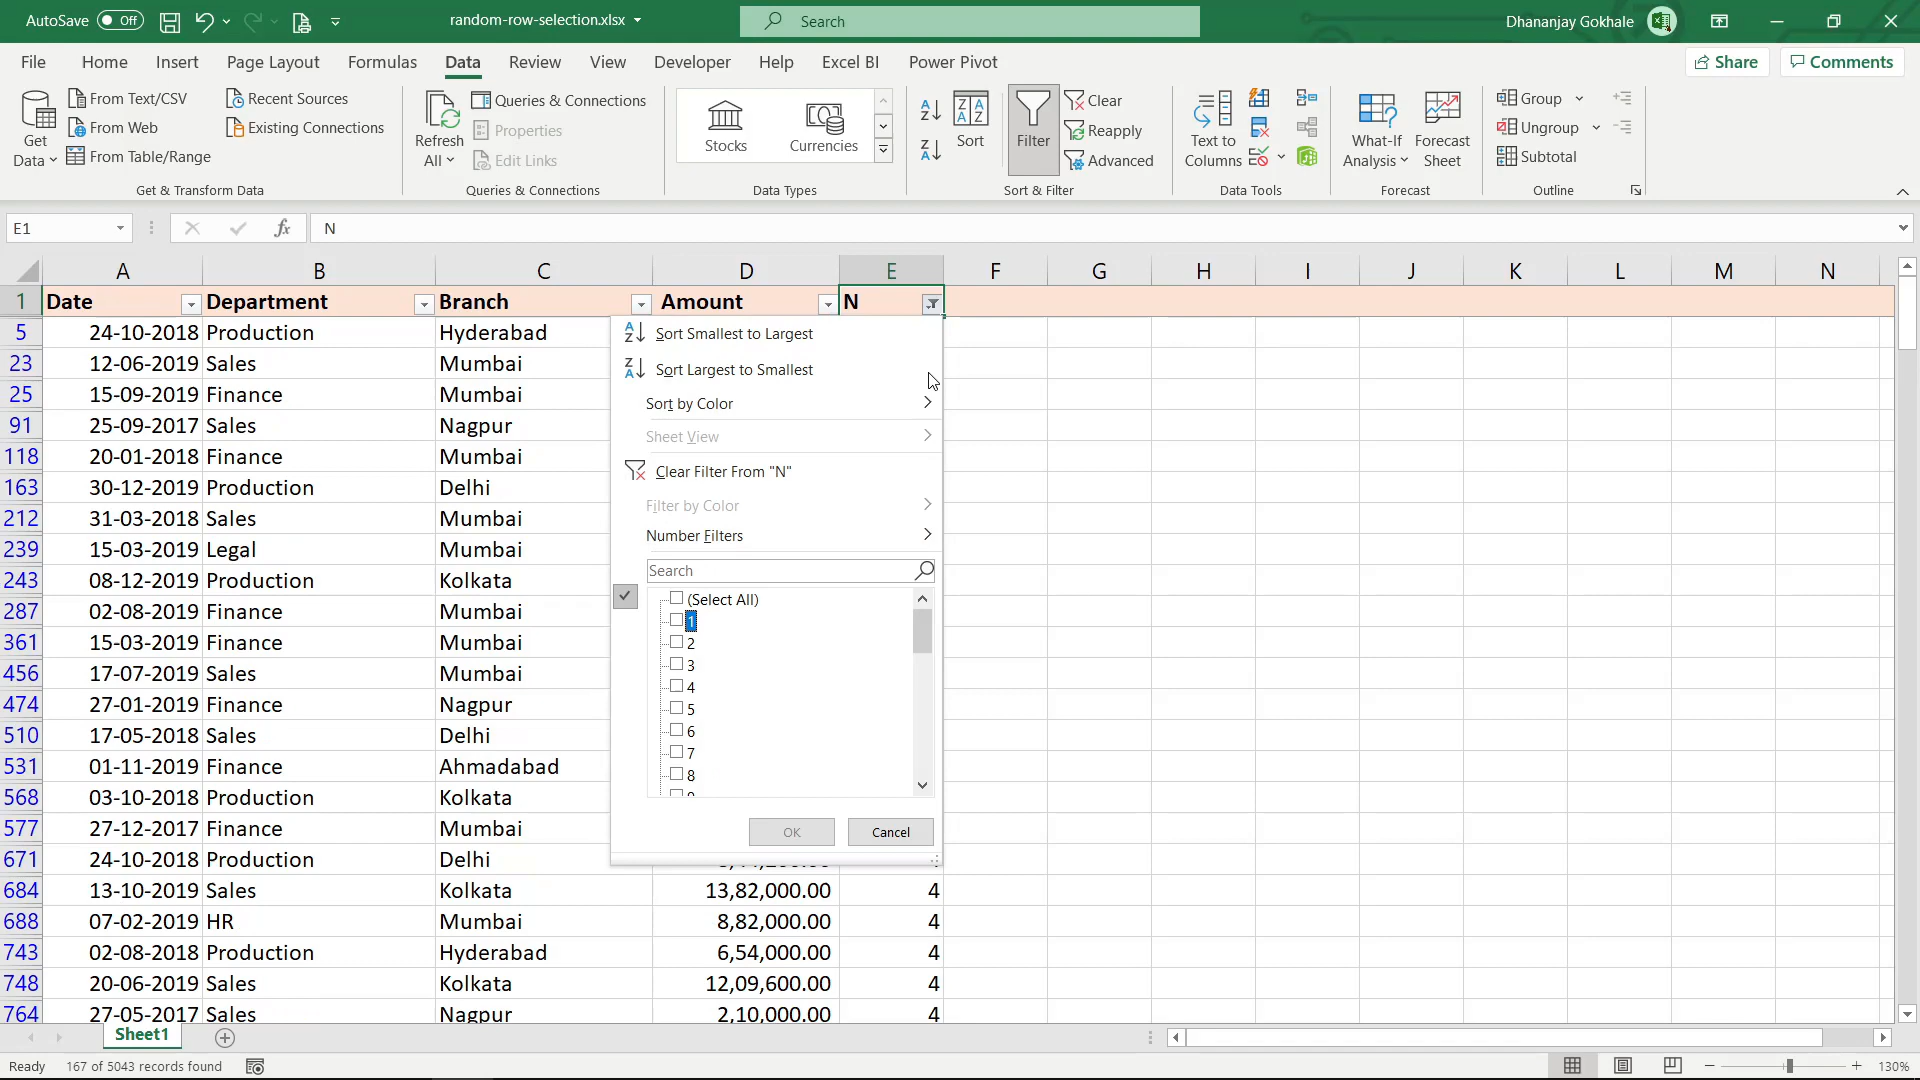 AutoSave Off random-row-selection.xlsx Search Dhananjay Gokhale
File Home Insert Page Layout Formulas Data Review View Developer Help Excel BI Power Pivot Share Comments
Get Data
From Text/CSV
From Web
From Table/Range
Recent Sources
Existing Connections
Get & Transform Data
Refresh All
Queries & Connections
Properties
Edit Links
Queries & Connections
Stocks
Currencies
Data Types
Sort
Filter
Clear
Reapply
Advanced
Sort & Filter
Text to Columns
Data Tools
What-If Analysis
Forecast Sheet
Forecast
Group
Ungroup
Subtotal
Outline
E1 fx N
A B C D E F G H I J K L M N
1 Date Department Branch Amount N
5 24-10-2018 Production Hyderabad
23 12-06-2019 Sales Mumbai
25 15-09-2019 Finance Mumbai
91 25-09-2017 Sales Nagpur
118 20-01-2018 Finance Mumbai
163 30-12-2019 Production Delhi
212 31-03-2018 Sales Mumbai
239 15-03-2019 Legal Mumbai
243 08-12-2019 Production Kolkata
287 02-08-2019 Finance Mumbai
361 15-03-2019 Finance Mumbai
456 17-07-2019 Sales Mumbai
474 27-01-2019 Finance Nagpur
510 17-05-2018 Sales Delhi
531 01-11-2019 Finance Ahmadabad
568 03-10-2018 Production Kolkata
577 27-12-2017 Finance Mumbai
671 24-10-2018 Production Delhi
684 13-10-2019 Sales Kolkata 13,82,000.00 4
688 07-02-2019 HR Mumbai 8,82,000.00 4
743 02-08-2018 Production Hyderabad 6,54,000.00 4
748 20-06-2019 Sales Kolkata 12,09,600.00 4
764 27-05-2017 Sales Nagpur 2,10,000.00 4
Sort Smallest to Largest
Sort Largest to Smallest
Sort by Color
Sheet View
Clear Filter From "N"
Filter by Color
Number Filters
Search
(Select All)
1
2
3
4
5
6
7
8
OK Cancel
Sheet1
Ready 167 of 5043 records found 130%